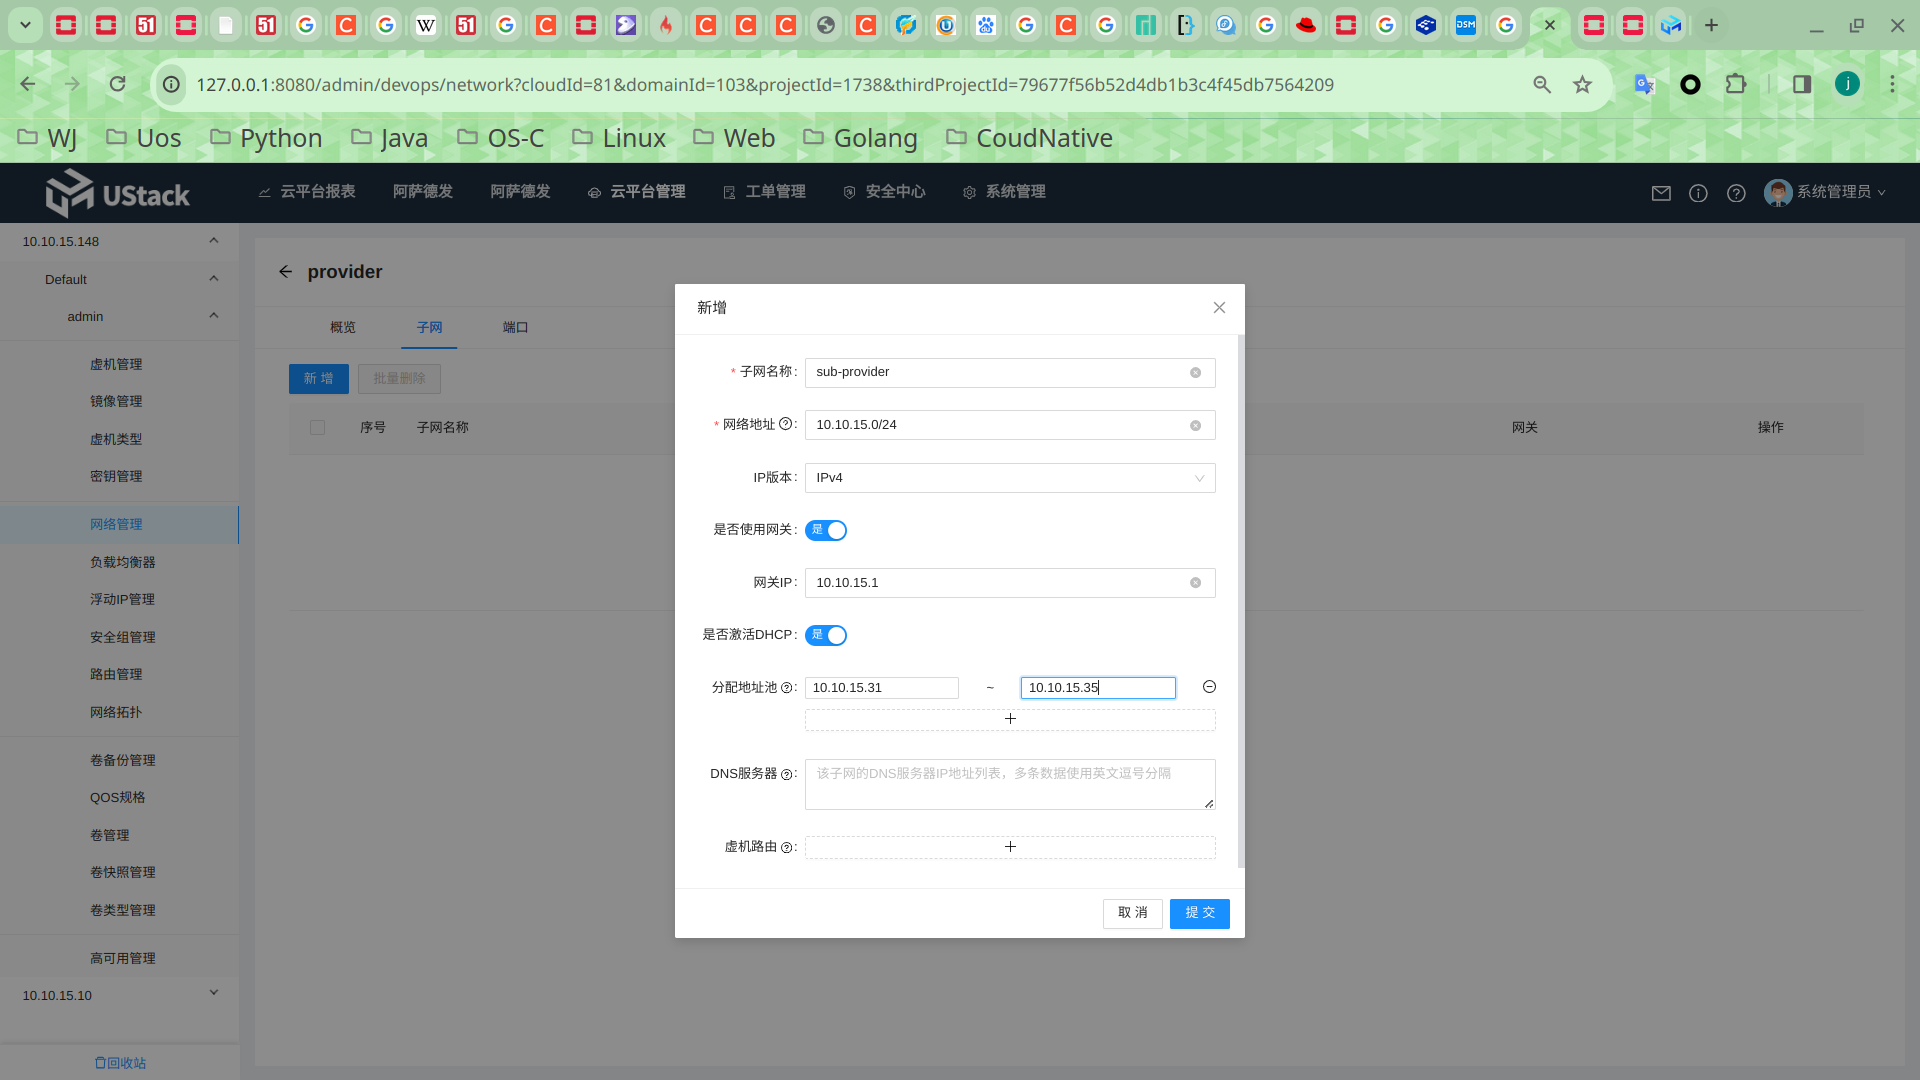 127.0.0.1:8080/admin/devops/network?cloudId=81&domainId=103&projectId=1738&thirdProjectId=79677f56b52d4db1b3c4f45db7564209
WJ Uos Python Java OS-C Linux Web Golang CoudNative
UStack 云平台报表 阿萨德发 阿萨德发 云平台管理 工单管理 安全中心 系统管理 系统管理员
10.10.15.148
Default
admin
虚机管理
镜像管理
虚机类型
密钥管理
网络管理
负载均衡器
浮动IP管理
安全组管理
路由管理
网络拓扑
卷备份管理
QOS规格
卷管理
卷快照管理
卷类型管理
高可用管理
10.10.15.10
回收站
provider
概览 子网 端口
新 增 批量删除
序号 子网名称 网关 操作
新增
* 子网名称: sub-provider
* 网络地址 ?: 10.10.15.0/24
IP版本: IPv4
是否使用网关: 是
网关IP: 10.10.15.1
是否激活DHCP: 是
分配地址池 ?: 10.10.15.31 ~ 10.10.15.35
+
DNS服务器 ?: 该子网的DNS服务器IP地址列表，多条数据使用英文逗号分隔
虚机路由 ?: +
取 消 提 交